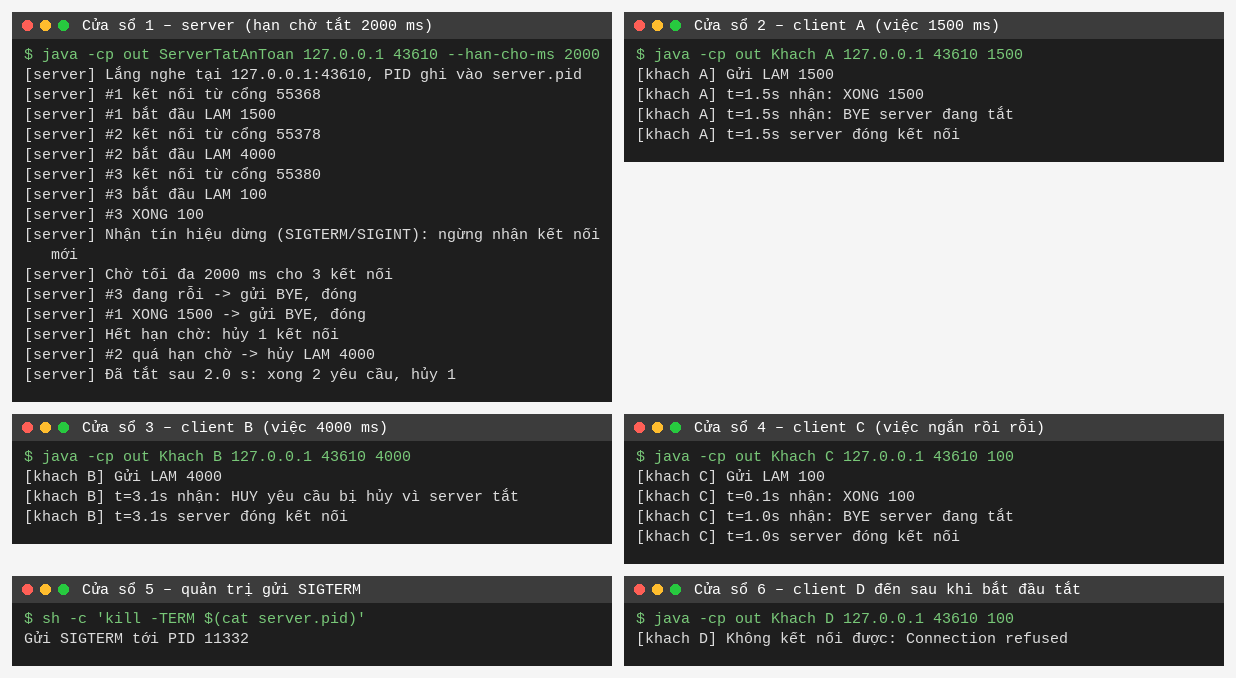 Cửa sổ 1 – server (hạn chờ tắt 2000 ms)
$ java -cp out ServerTatAnToan 127.0.0.1 43610 --han-cho-ms 2000
[server] Lắng nghe tại 127.0.0.1:43610, PID ghi vào server.pid
[server] #1 kết nối từ cổng 55368
[server] #1 bắt đầu LAM 1500
[server] #2 kết nối từ cổng 55378
[server] #2 bắt đầu LAM 4000
[server] #3 kết nối từ cổng 55380
[server] #3 bắt đầu LAM 100
[server] #3 XONG 100
[server] Nhận tín hiệu dừng (SIGTERM/SIGINT): ngừng nhận kết nối
mới
[server] Chờ tối đa 2000 ms cho 3 kết nối
[server] #3 đang rỗi -> gửi BYE, đóng
[server] #1 XONG 1500 -> gửi BYE, đóng
[server] Hết hạn chờ: hủy 1 kết nối
[server] #2 quá hạn chờ -> hủy LAM 4000
[server] Đã tắt sau 2.0 s: xong 2 yêu cầu, hủy 1
Cửa sổ 2 – client A (việc 1500 ms)
$ java -cp out Khach A 127.0.0.1 43610 1500
[khach A] Gửi LAM 1500
[khach A] t=1.5s nhận: XONG 1500
[khach A] t=1.5s nhận: BYE server đang tắt
[khach A] t=1.5s server đóng kết nối
Cửa sổ 3 – client B (việc 4000 ms)
$ java -cp out Khach B 127.0.0.1 43610 4000
[khach B] Gửi LAM 4000
[khach B] t=3.1s nhận: HUY yêu cầu bị hủy vì server tắt
[khach B] t=3.1s server đóng kết nối
Cửa sổ 4 – client C (việc ngắn rồi rỗi)
$ java -cp out Khach C 127.0.0.1 43610 100
[khach C] Gửi LAM 100
[khach C] t=0.1s nhận: XONG 100
[khach C] t=1.0s nhận: BYE server đang tắt
[khach C] t=1.0s server đóng kết nối
Cửa sổ 5 – quản trị gửi SIGTERM
$ sh -c 'kill -TERM $(cat server.pid)'
Gửi SIGTERM tới PID 11332
Cửa sổ 6 – client D đến sau khi bắt đầu tắt
$ java -cp out Khach D 127.0.0.1 43610 100
[khach D] Không kết nối được: Connection refused